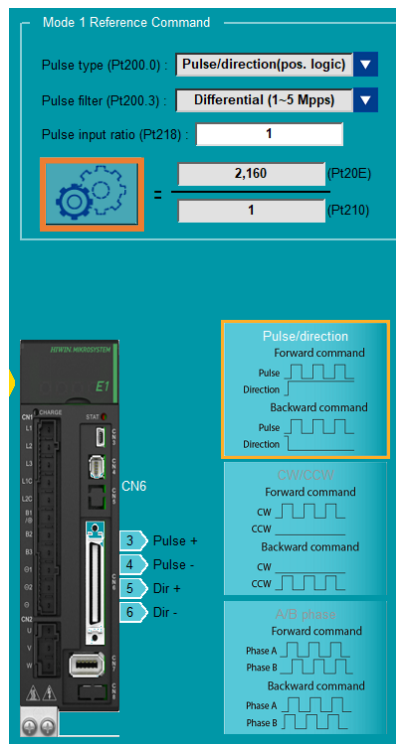 Mode 1 Reference Command
Pulse type (Pt200.0) : Pulse/direction(pos. logic)
Pulse filter (Pt200.3) : Differential (1~5 Mpps)
Pulse input ratio (Pt218) : 1
= 2,160 (Pt20E)
1 (Pt210)
Pulse/direction
Forward command
Pulse
Direction
Backward command
Pulse
Direction
HIWIN MIKROSYSTEM
E1
CN1 CHARGE STAT
L1
L2
L3
L1C
L2C
B1
/⊕
B2
B3
⊖1
⊖2
⊖
CN2
U
V
W
CN6
3 Pulse +
4 Pulse -
5 Dir +
6 Dir -
CW/CCW
Forward command
CW
CCW
Backward command
CW
CCW
A/B phase
Forward command
Phase A
Phase B
Backward command
Phase A
Phase B